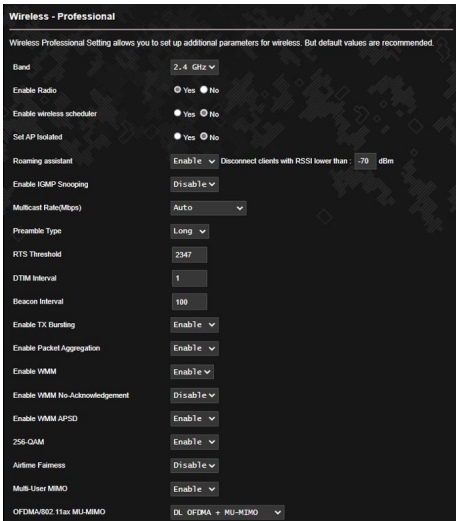 Wireless - Professional
Wireless Professional Setting allows you to set up additional parameters for wireless. But default values are recommended.
Band 2.4 GHz
Enable Radio Yes No
Enable wireless scheduler Yes No
Set AP Isolated Yes No
Roaming assistant Enable Disconnect clients with RSSI lower than : -70 dBm
Enable IGMP Snooping Disable
Multicast Rate(Mbps) Auto
Preamble Type Long
RTS Threshold 2347
DTIM Interval 1
Beacon Interval 100
Enable TX Bursting Enable
Enable Packet Aggregation Enable
Enable WMM Enable
Enable WMM No-Acknowledgement Disable
Enable WMM APSD Enable
256-QAM Enable
Airtime Fairness Disable
Multi-User MIMO Enable
OFDMA/802.11ax MU-MIMO DL OFDMA + MU-MIMO